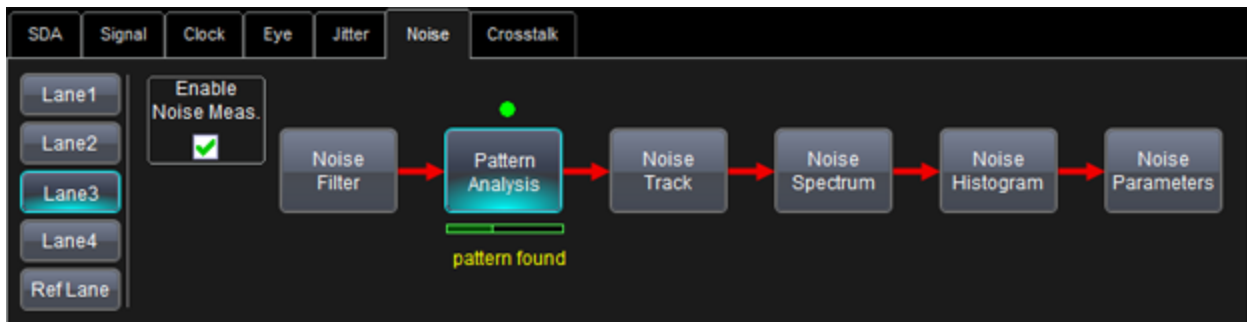 SDA
Signal
Clock
Eye
Jitter
Noise
Crosstalk
Lane1
Lane2
Lane3
Lane4
Ref Lane
Enable
Noise Meas.
Noise
Filter
Pattern
Analysis
pattern found
Noise
Track
Noise
Spectrum
Noise
Histogram
Noise
Parameters